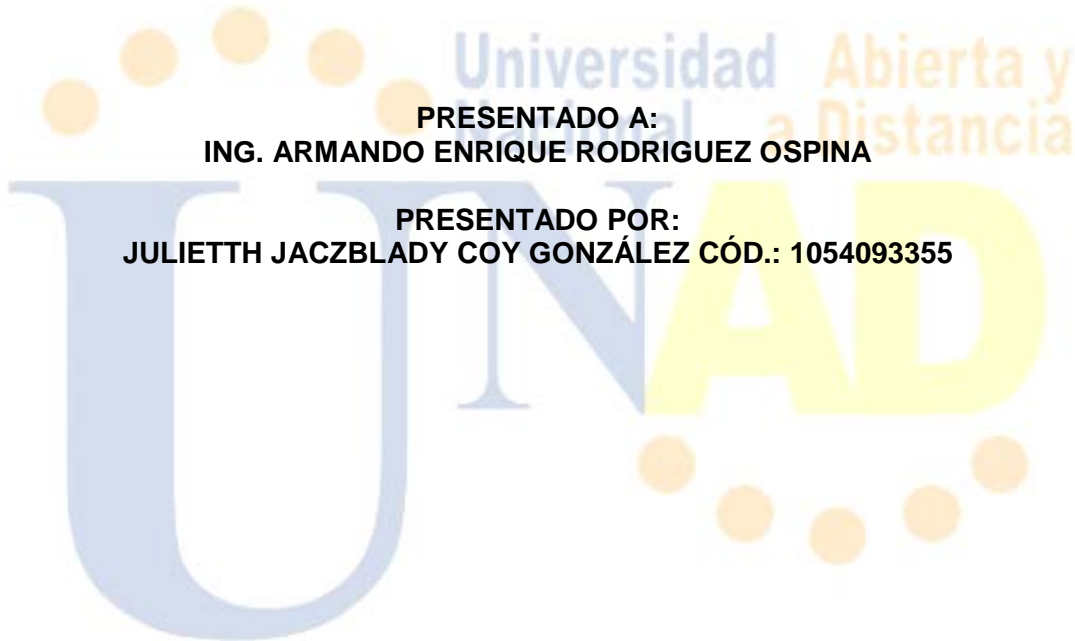 Universidad Abierta y
Nacional a Distancia
PRESENTADO A:
ING. ARMANDO ENRIQUE RODRIGUEZ OSPINA
PRESENTADO POR:
JULIETTH JACZBLADY COY GONZÁLEZ CÓD.: 1054093355
UNAD